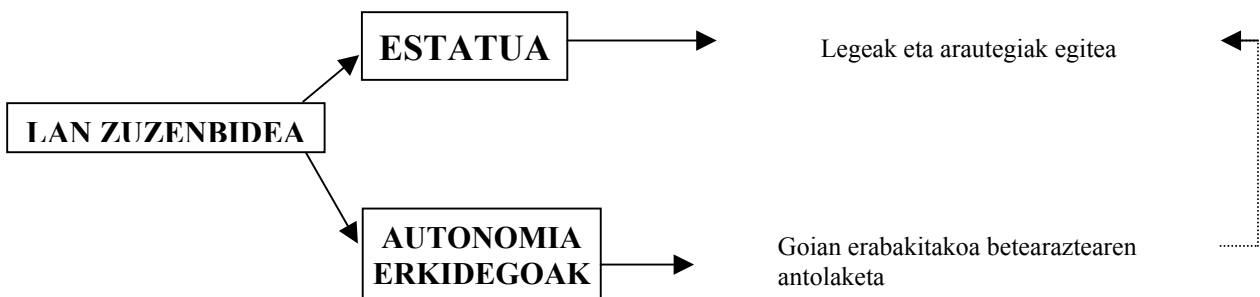 ESTATUA
Legeak eta arautegiak egitea
LAN ZUZENBIDEA
AUTONOMIA
ERKIDEGOAK
Goian erabakitakoa betearaztearen
antolaketa